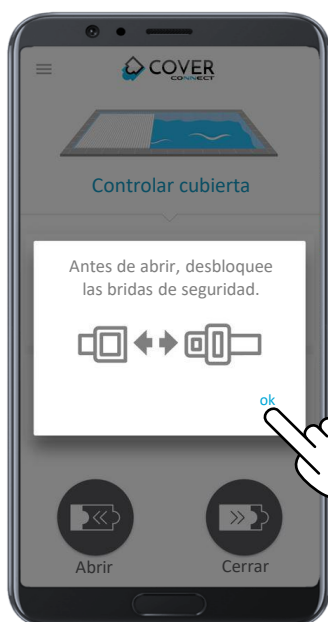 COVER
CONNECT
Controlar cubierta
Antes de abrir, desbloquee
las bridas de seguridad.
ok
Abrir
Cerrar